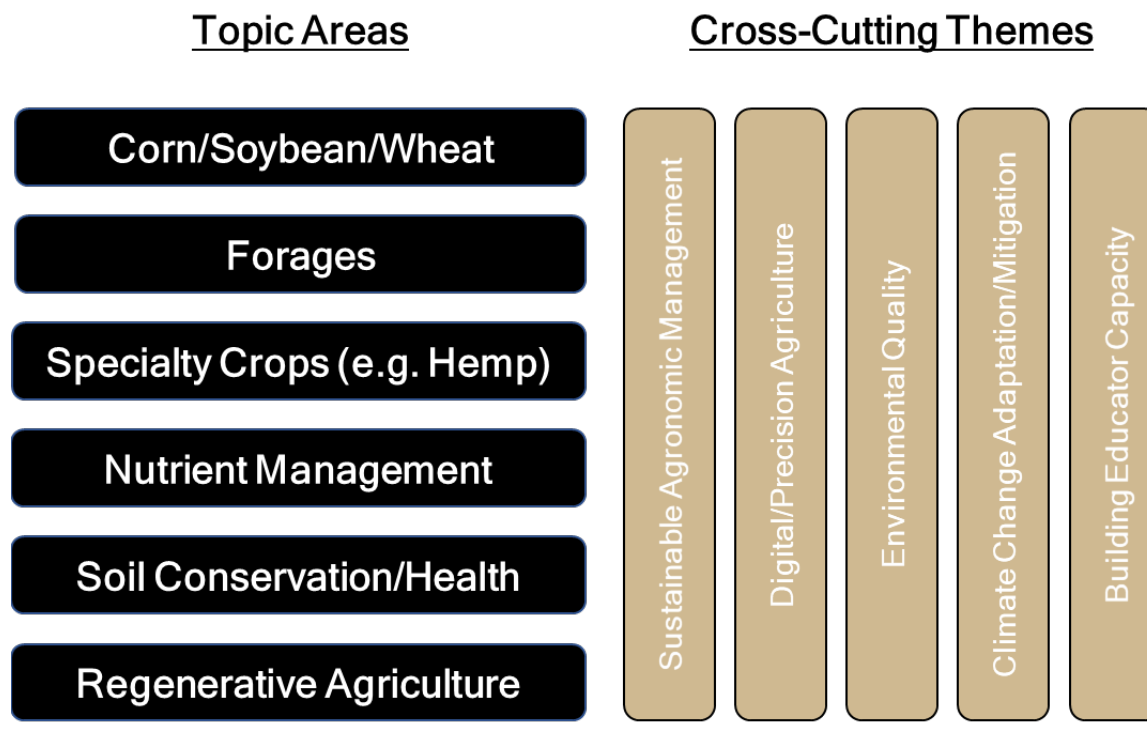 Topic Areas
Cross-Cutting Themes
Corn/Soybean/Wheat
Forages
Specialty Crops (e.g. Hemp)
Nutrient Management
Soil Conservation/Health
Regenerative Agriculture
Sustainable Agronomic Management
Digital/Precision Agriculture
Environmental Quality
Climate Change Adaptation/Mitigation
Building Educator Capacity